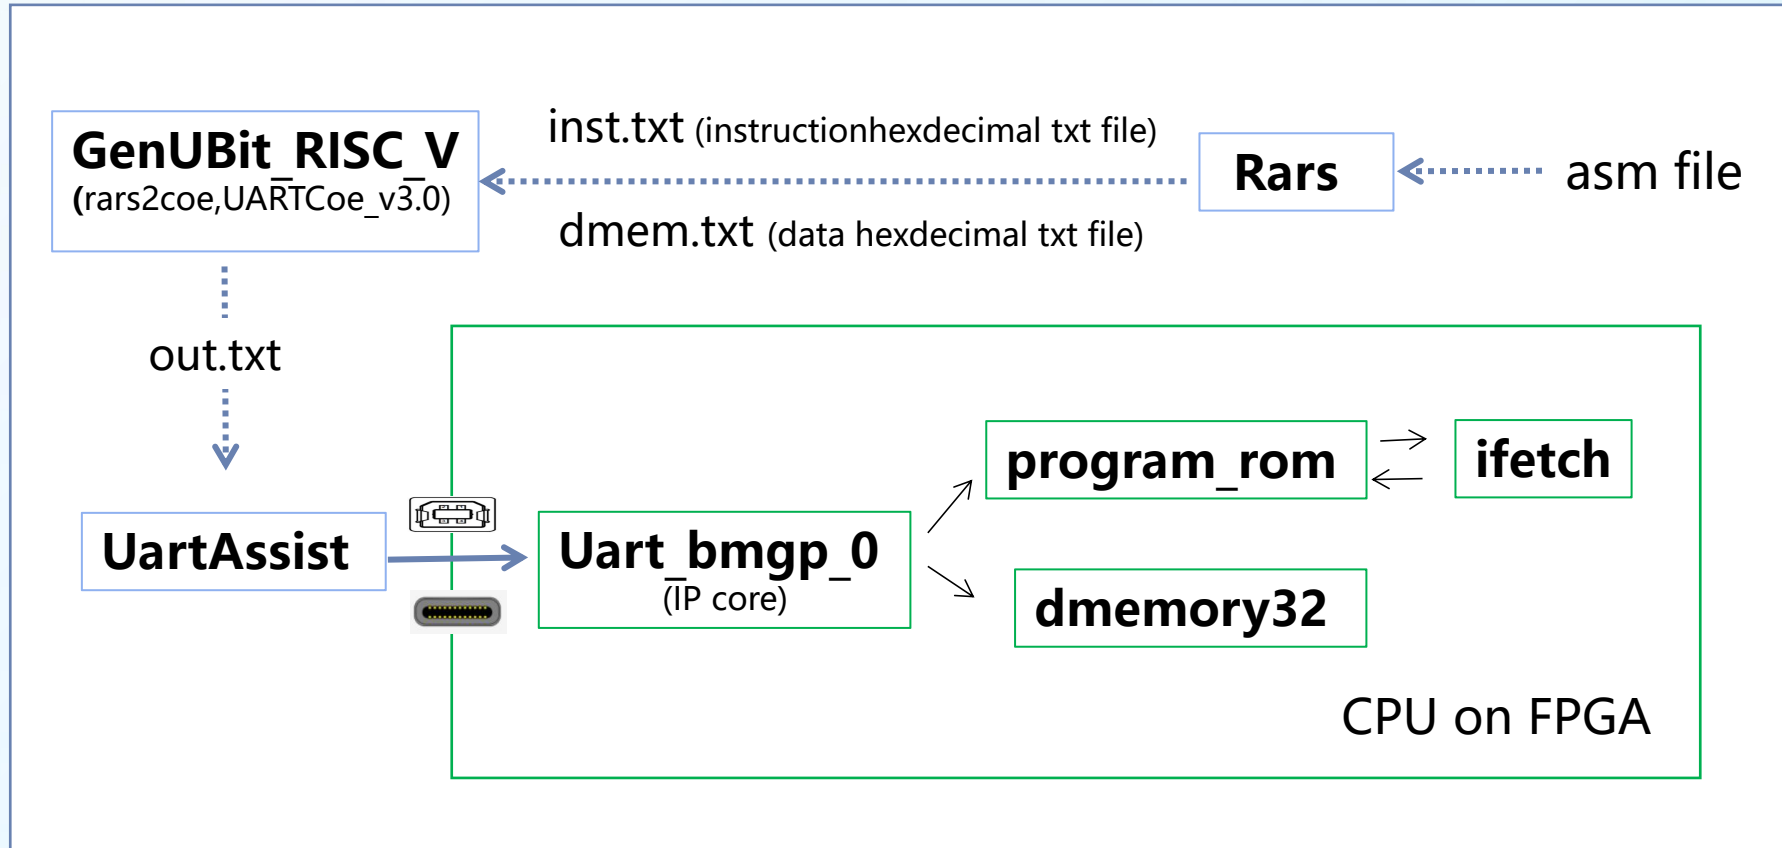 GenUBit_RISC_V
(rars2coe,UARTCoe_v3.0)
inst.txt (instructionhexdecimal txt file)
dmem.txt (data hexdecimal txt file)
Rars
asm file
out.txt
UartAssist
Uart_bmgp_0
(IP core)
program_rom
ifetch
dmemory32
CPU on FPGA